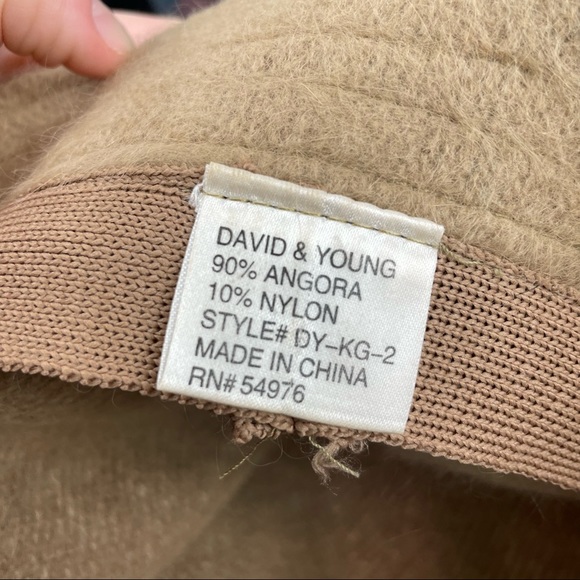 DAVID & YOUNG
90% ANGORA
10% NYLON
STYLE# DY-KG-2
MADE IN CHINA
RN# 54976